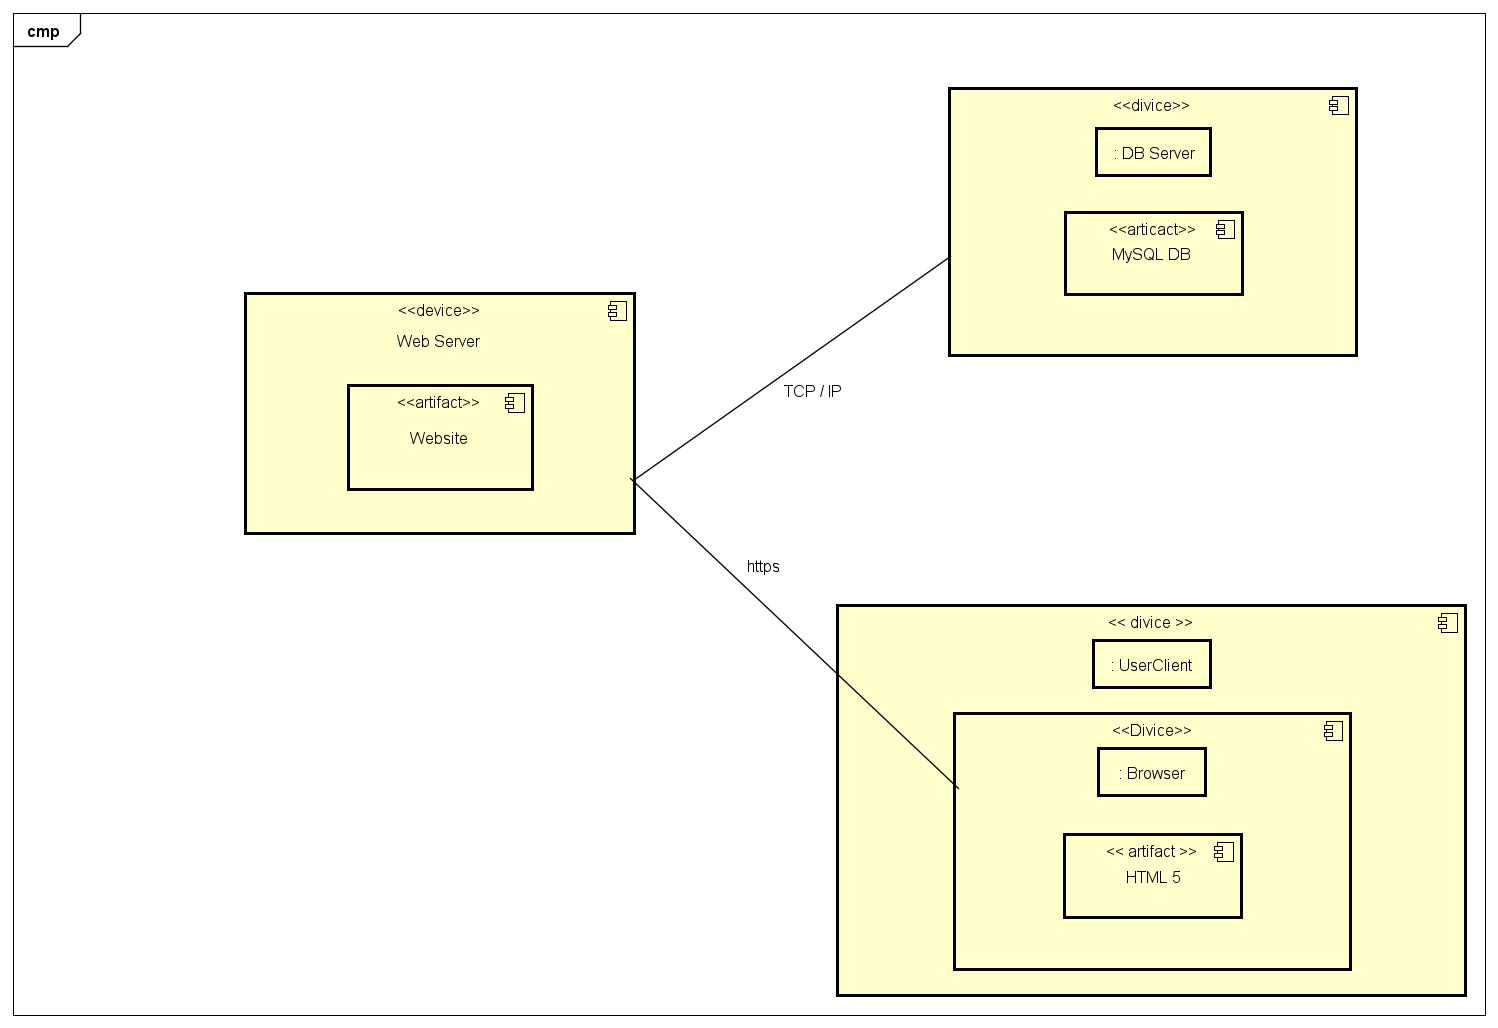 cmp
<<divice>>
: DB Server
<<articact>>
MySQL DB
<<device>>
Web Server
<<artifact>>
Website
TCP / IP
https
<< divice >>
: UserClient
<<Divice>>
: Browser
<< artifact >>
HTML 5